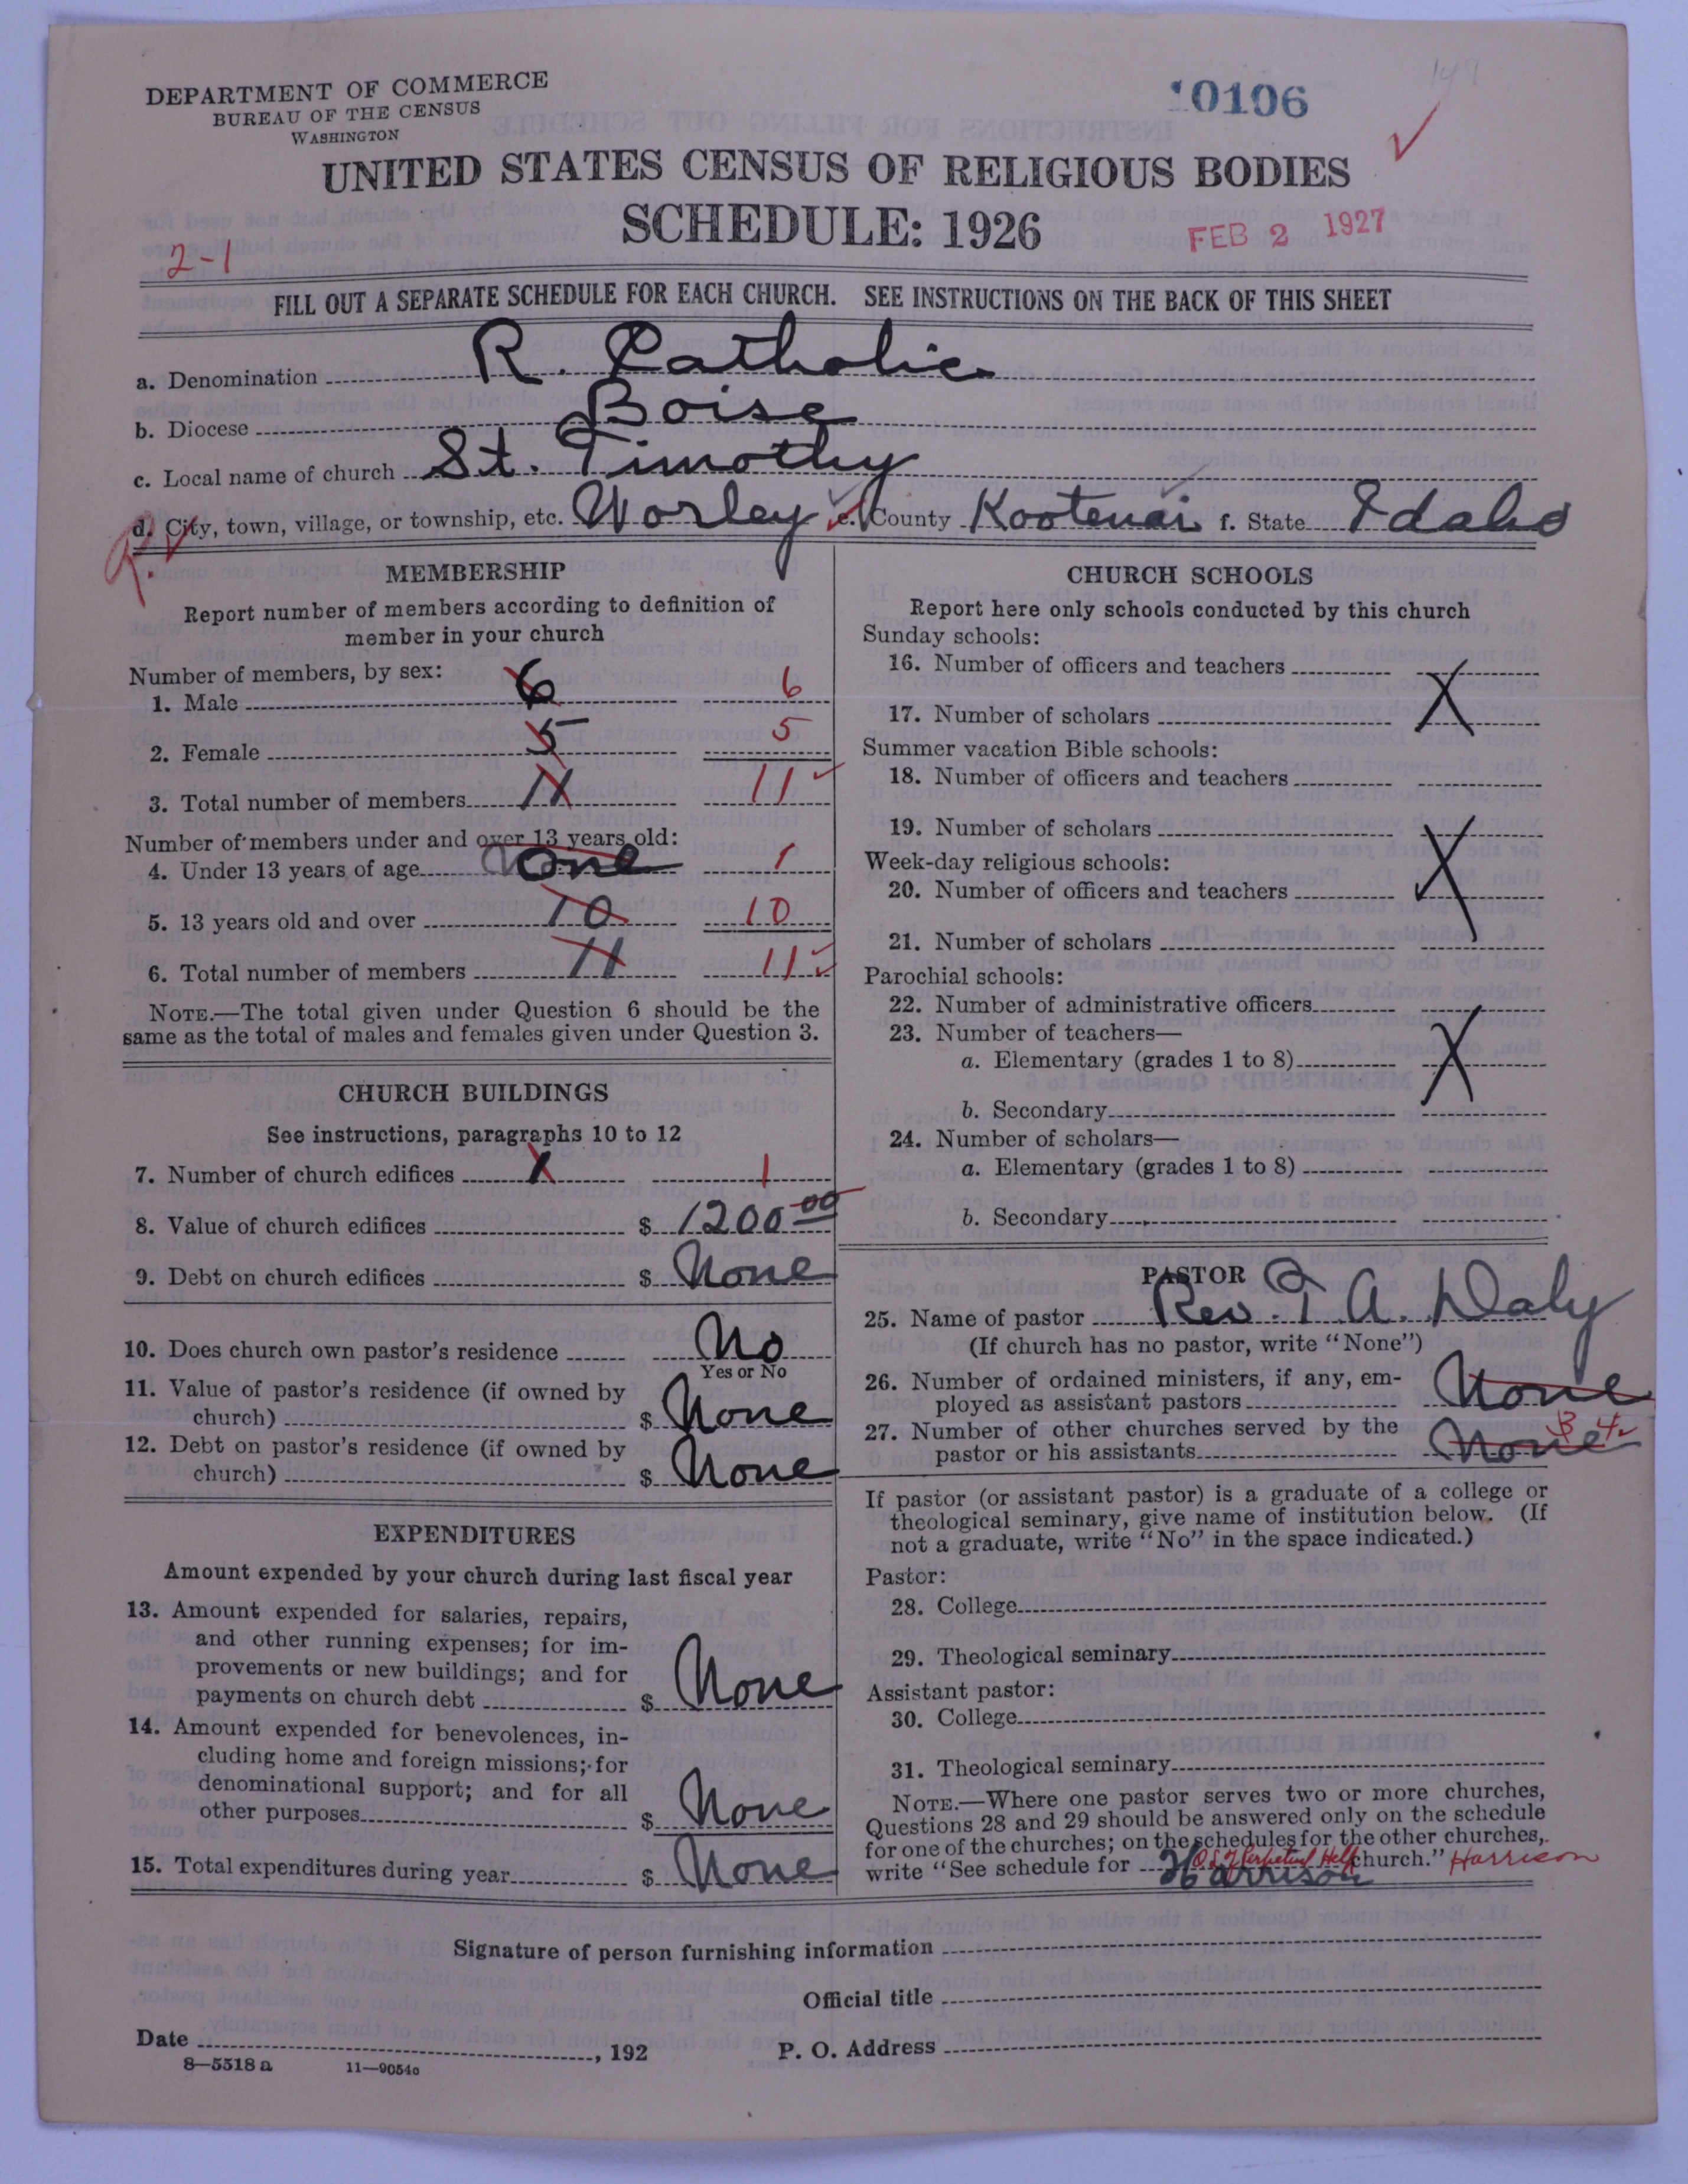 DEPARTMENT OF COMMERCE
BUREAU OF THE CENSUS
WASHINGTON
10106
149
UNITED STATES CENSUS OF RELIGIOUS BODIES
SCHEDULE: 1926
FEB 2 1927
2-1
FILL OUT A SEPARATE SCHEDULE FOR EACH CHURCH. SEE INSTRUCTIONS ON THE BACK OF THIS SHEET
a. Denomination R. Catholic
b. Diocese Boise
c. Local name of church St. Timothy
d. City, town, village, or township, etc. Worley e. County Kootenai f. State Idaho
R.
MEMBERSHIP
Report number of members according to definition of
member in your church
Number of members, by sex:
1. Male 6 6
2. Female 5 5
3. Total number of members 11 11
Number of members under and over 13 years old:
4. Under 13 years of age One 1
5. 13 years old and over 10 10
6. Total number of members 11 11
NOTE.—The total given under Question 6 should be the
same as the total of males and females given under Question 3.
CHURCH BUILDINGS
See instructions, paragraphs 10 to 12
7. Number of church edifices 1 1
8. Value of church edifices $ 1200.00
9. Debt on church edifices $ None
10. Does church own pastor's residence No
Yes or No
11. Value of pastor's residence (if owned by
church) $ None
12. Debt on pastor's residence (if owned by
church) $ None
EXPENDITURES
Amount expended by your church during last fiscal year
13. Amount expended for salaries, repairs,
and other running expenses; for im-
provements or new buildings; and for
payments on church debt $ None
14. Amount expended for benevolences, in-
cluding home and foreign missions; for
denominational support; and for all
other purposes $ None
15. Total expenditures during year $ None
CHURCH SCHOOLS
Report here only schools conducted by this church
Sunday schools:
16. Number of officers and teachers X
17. Number of scholars
Summer vacation Bible schools:
18. Number of officers and teachers
19. Number of scholars X
Week-day religious schools:
20. Number of officers and teachers
21. Number of scholars
Parochial schools:
22. Number of administrative officers X
23. Number of teachers—
a. Elementary (grades 1 to 8)
b. Secondary
24. Number of scholars—
a. Elementary (grades 1 to 8)
b. Secondary
PASTOR
25. Name of pastor Rev. T. A. Daly
(If church has no pastor, write "None")
26. Number of ordained ministers, if any, em-
ployed as assistant pastors None
27. Number of other churches served by the
pastor or his assistants None 3 4
If pastor (or assistant pastor) is a graduate of a college or
theological seminary, give name of institution below. (If
not a graduate, write "No" in the space indicated.)
Pastor:
28. College
29. Theological seminary
Assistant pastor:
30. College
31. Theological seminary
NOTE.—Where one pastor serves two or more churches,
Questions 28 and 29 should be answered only on the schedule
for one of the churches; on the schedules for the other churches,
write "See schedule for Harrison O L of Perpetual Help church." Harrison
Signature of person furnishing information
Official title
Date , 192
P. O. Address
8—5518 a 11—9054c